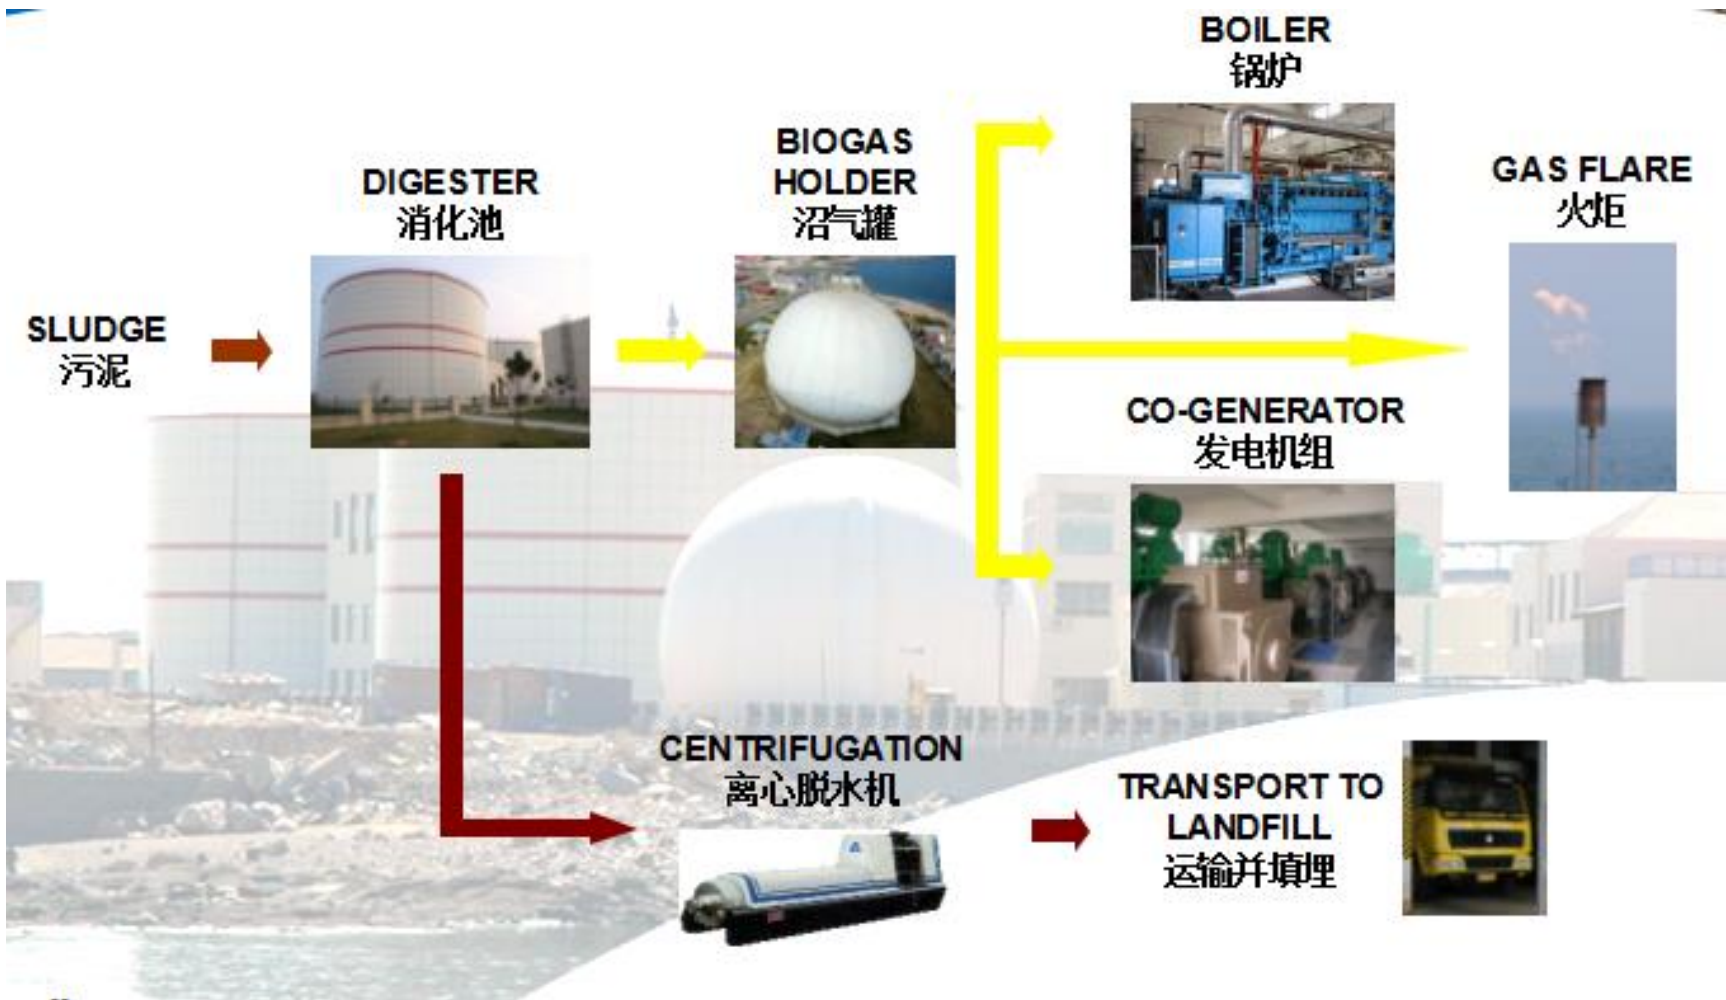 SLUDGE
污泥
DIGESTER
消化池
BIOGAS
HOLDER
沼气罐
BOILER
锅炉
GAS FLARE
火炬
CO-GENERATOR
发电机组
CENTRIFUGATION
离心脱水机
TRANSPORT TO
LANDFILL
运输并填埋